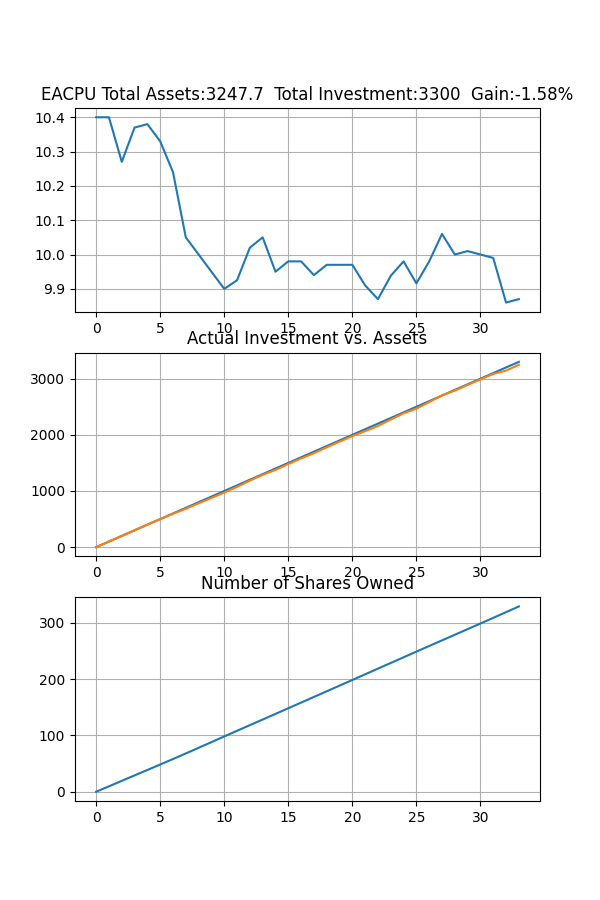 EACPU Total Assets:3247.7  Total Investment:3300  Gain:-1.58%
10.4
10.3
10.2
10.1
10.0
9.9
0 5 10 15 20 25 30
Actual Investment vs. Assets
3000
2000
1000
0
0 5 10 15 20 25 30
Number of Shares Owned
300
200
100
0
0 5 10 15 20 25 30